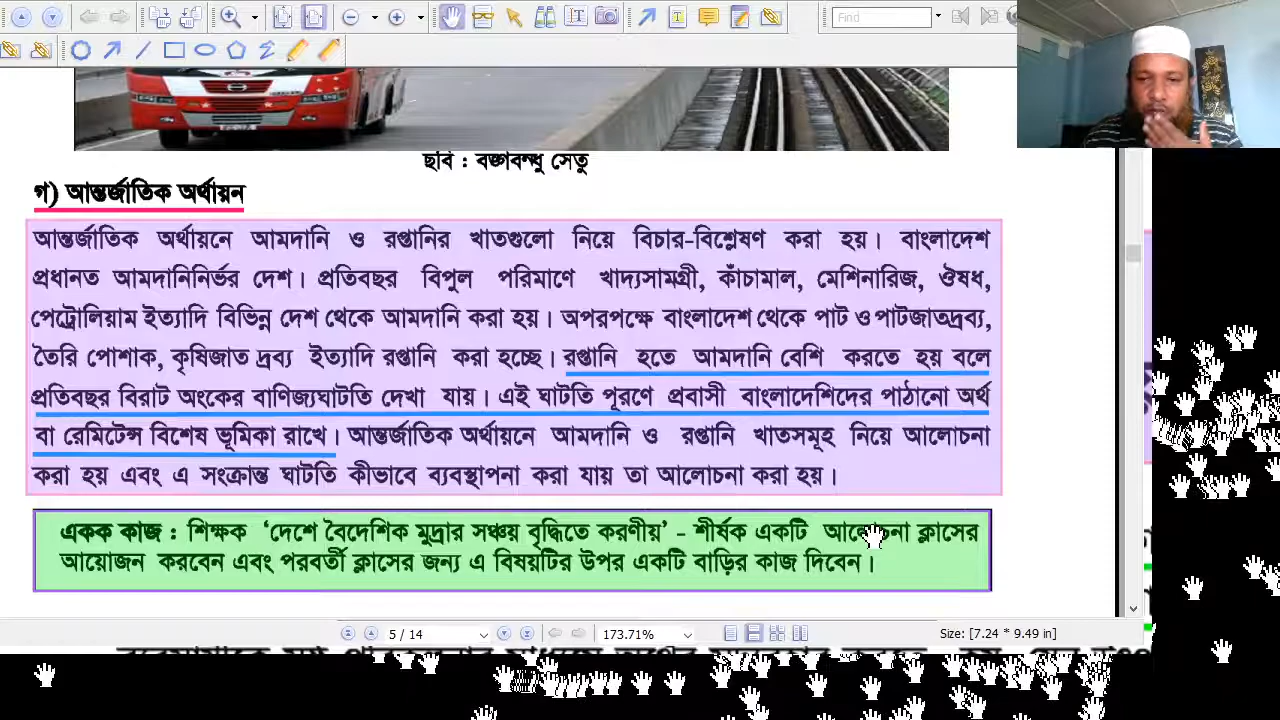 Find
ছবি : বঙ্গবন্ধু সেতু
গ) আন্তর্জাতিক অর্থায়ন
আন্তর্জাতিক অর্থায়নে আমদানি ও রপ্তানির খাতগুলো নিয়ে বিচার-বিশ্লেষণ করা হয়। বাংলাদেশ
প্রধানত আমদানিনির্ভর দেশ। প্রতিবছর বিপুল পরিমাণে খাদ্যসামগ্রী, কাঁচামাল, মেশিনারিজ, ঔষধ,
পেট্রোলিয়াম ইত্যাদি বিভিন্ন দেশ থেকে আমদানি করা হয়। অপরপক্ষে বাংলাদেশ থেকে পাট ও পাটজাতদ্রব্য,
তৈরি পোশাক, কৃষিজাত দ্রব্য ইত্যাদি রপ্তানি করা হচ্ছে। রপ্তানি হতে আমদানি বেশি করতে হয় বলে
প্রতিবছর বিরাট অংকের বাণিজ্যঘাটতি দেখা যায়। এই ঘাটতি পূরণে প্রবাসী বাংলাদেশিদের পাঠানো অর্থ
বা রেমিটেন্স বিশেষ ভূমিকা রাখে। আন্তর্জাতিক অর্থায়নে আমদানি ও রপ্তানি খাতসমূহ নিয়ে আলোচনা
করা হয় এবং এ সংক্রান্ত ঘাটতি কীভাবে ব্যবস্থাপনা করা যায় তা আলোচনা করা হয়।
একক কাজ : শিক্ষক ‘দেশে বৈদেশিক মুদ্রার সঞ্চয় বৃদ্ধিতে করণীয়’ - শীর্ষক একটি আলোচনা ক্লাসের
আয়োজন করবেন এবং পরবর্তী ক্লাসের জন্য এ বিষয়টির উপর একটি বাড়ির কাজ দিবেন।
5 / 14
173.71%
Size: [7.24 * 9.49 in]